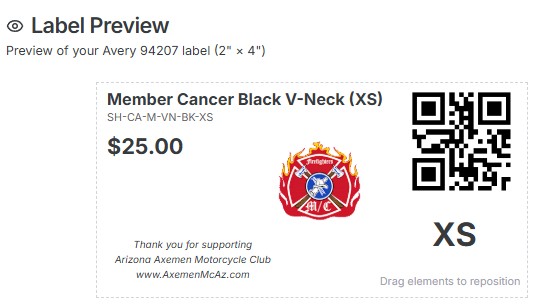 Label Preview
Preview of your Avery 94207 label (2" × 4")
Member Cancer Black V-Neck (XS)
SH-CA-M-VN-BK-XS
$25.00
Firefighters
M/C
XS
Thank you for supporting
Arizona Axemen Motorcycle Club
www.AxemenMcAz.com
Drag elements to reposition